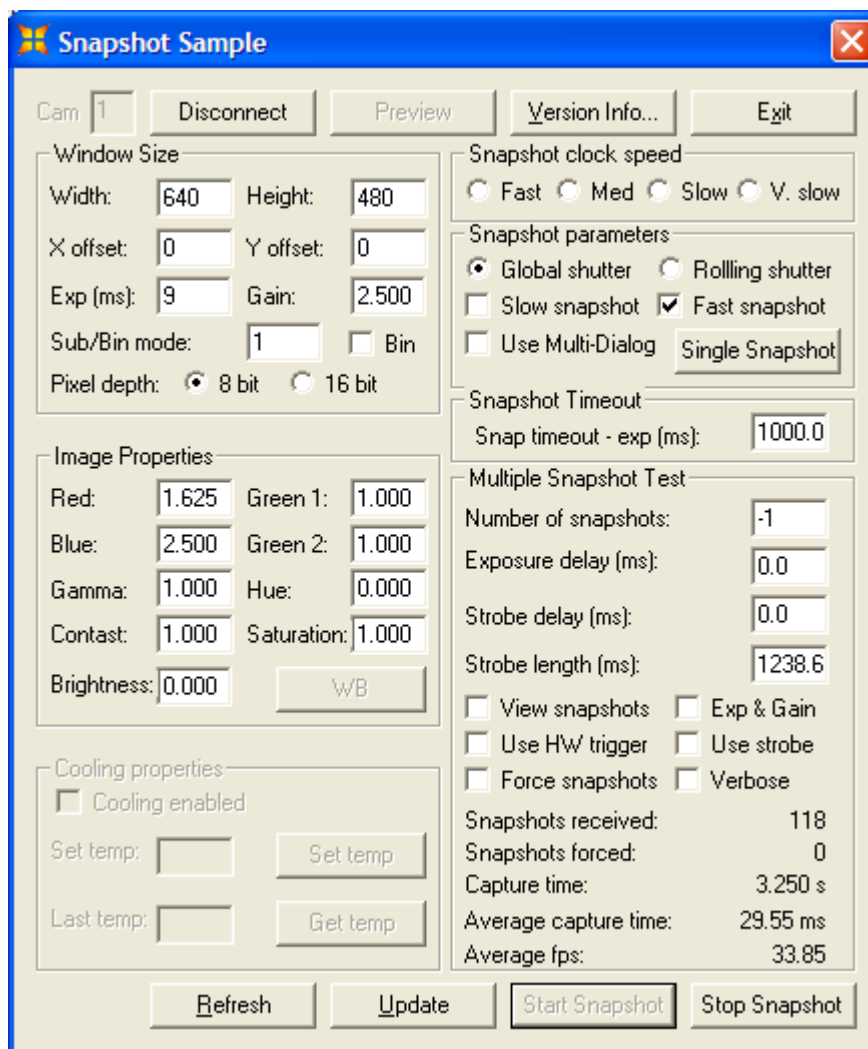 Snapshot Sample
Cam 1 Disconnect Preview Version Info... Exit
Window Size
Width: 640 Height: 480
X offset: 0 Y offset: 0
Exp (ms): 9 Gain: 2.500
Sub/Bin mode: 1 Bin
Pixel depth: 8 bit 16 bit
Image Properties
Red: 1.625 Green 1: 1.000
Blue: 2.500 Green 2: 1.000
Gamma: 1.000 Hue: 0.000
Contast: 1.000 Saturation: 1.000
Brightness: 0.000 WB
Cooling properties
Cooling enabled
Set temp: Set temp
Last temp: Get temp
Snapshot clock speed
Fast Med Slow V. slow
Snapshot parameters
Global shutter Rollling shutter
Slow snapshot Fast snapshot
Use Multi-Dialog Single Snapshot
Snapshot Timeout
Snap timeout - exp (ms): 1000.0
Multiple Snapshot Test
Number of snapshots: -1
Exposure delay (ms): 0.0
Strobe delay (ms): 0.0
Strobe length (ms): 1238.6
View snapshots Exp & Gain
Use HW trigger Use strobe
Force snapshots Verbose
Snapshots received: 118
Snapshots forced: 0
Capture time: 3.250 s
Average capture time: 29.55 ms
Average fps: 33.85
Refresh Update Start Snapshot Stop Snapshot